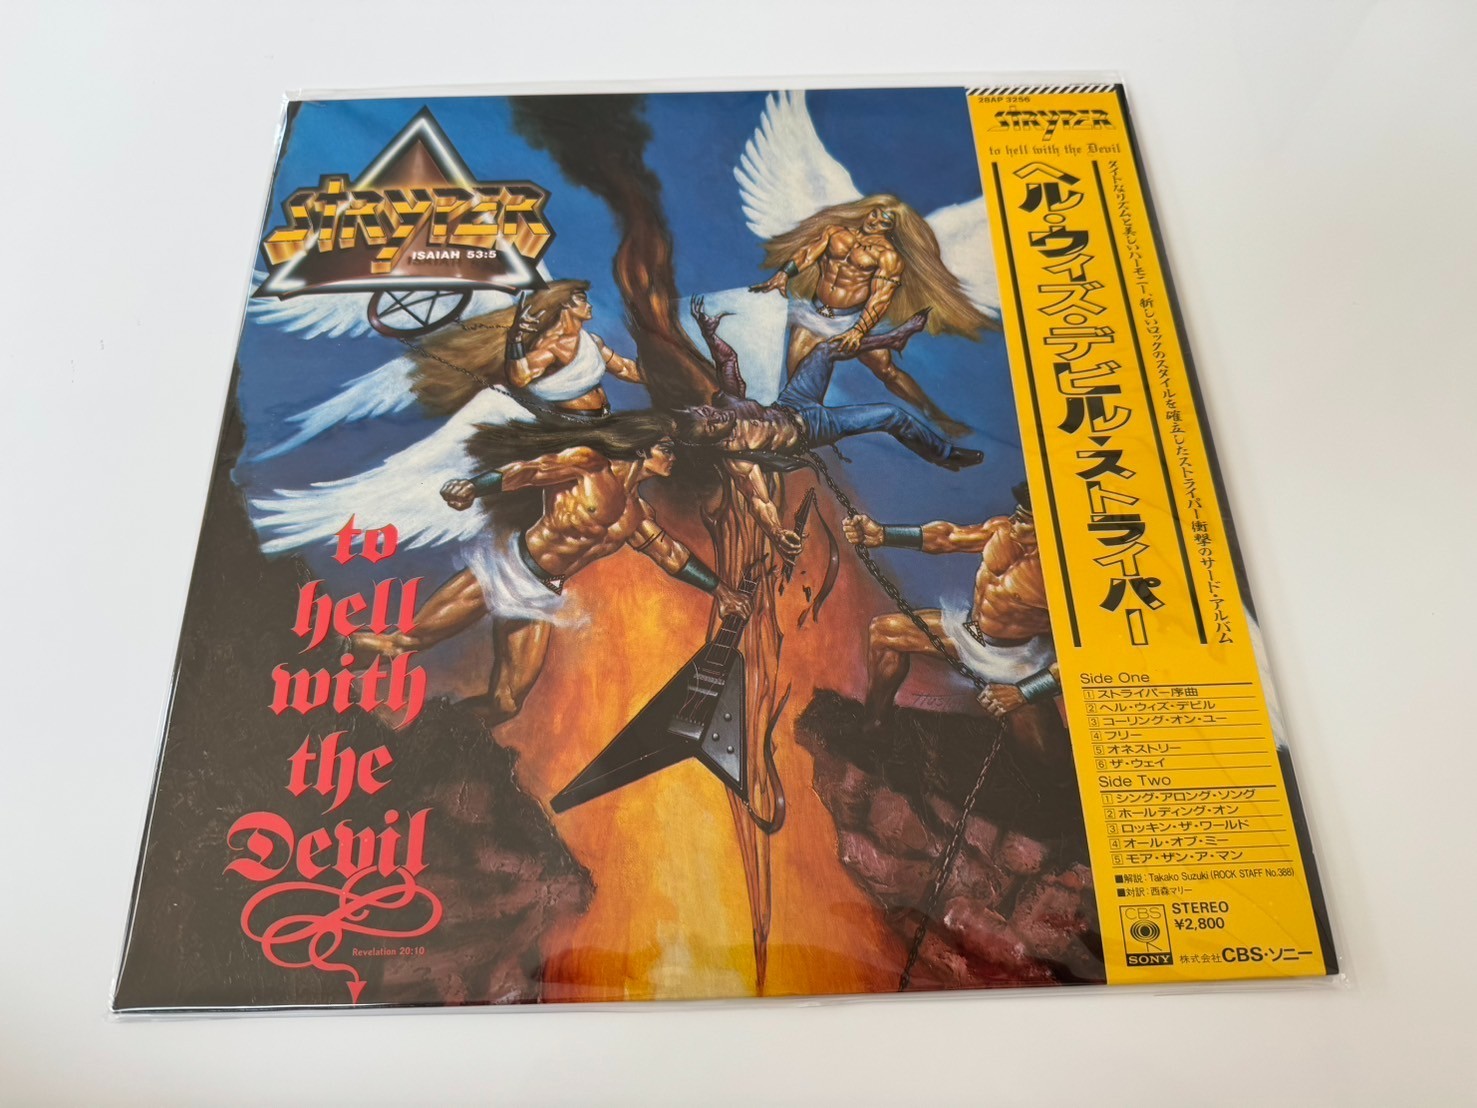 STRYPER
ISAIAH 53:5
to
hell
with
the
Devil
Revelation 20:10
28AP 3256
STRYPER
to hell with the Devil
ヘル・ウィズ・デビル・ストライパー
タイトなリズムと美しいハーモニー、新しいロックのスタイルを確立したストライパー衝撃のサード・アルバム
Side One
1 ストライパー序曲
2 ヘル・ウィズ・デビル
3 コーリング・オン・ユー
4 フリー
5 オネストリー
6 ザ・ウェイ
Side Two
1 シング・アロング・ソング
2 ホールディング・オン
3 ロッキン・ザ・ワールド
4 オール・オブ・ミー
5 モア・ザン・ア・マン
■解説：Takako Suzuki (ROCK STAFF No.388)
■対訳：西森マリー
CBS
SONY
STEREO
¥2,800
株式会社CBS・ソニー